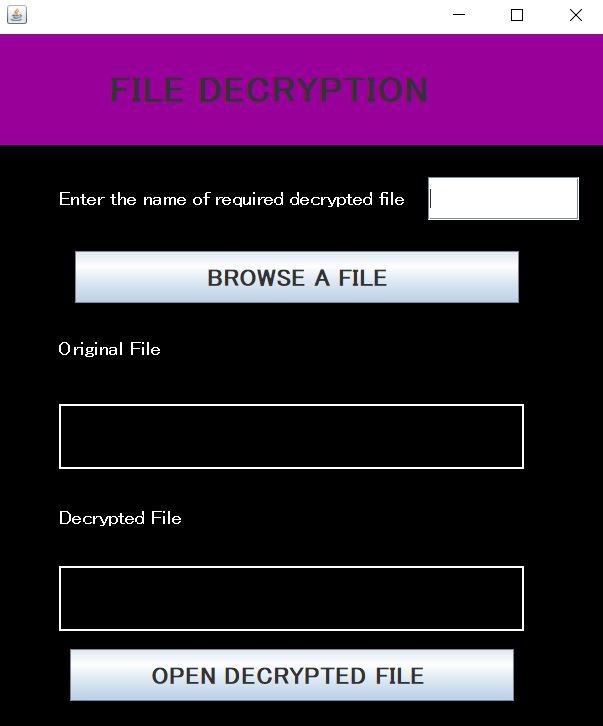 FILE DECRYPTION
Enter the name of required decrypted file
BROWSE A FILE
Original File
Decrypted File
OPEN DECRYPTED FILE